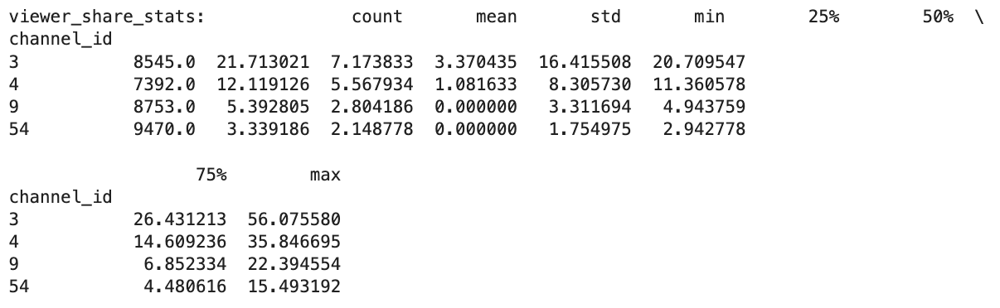 viewer_share_stats:              count       mean       std       min        25%        50%  \
channel_id
3           8545.0  21.713021  7.173833  3.370435  16.415508  20.709547
4           7392.0  12.119126  5.567934  1.081633   8.305730  11.360578
9           8753.0   5.392805  2.804186  0.000000   3.311694   4.943759
54          9470.0   3.339186  2.148778  0.000000   1.754975   2.942778

                  75%        max
channel_id
3           26.431213  56.075580
4           14.609236  35.846695
9            6.852334  22.394554
54           4.480616  15.493192